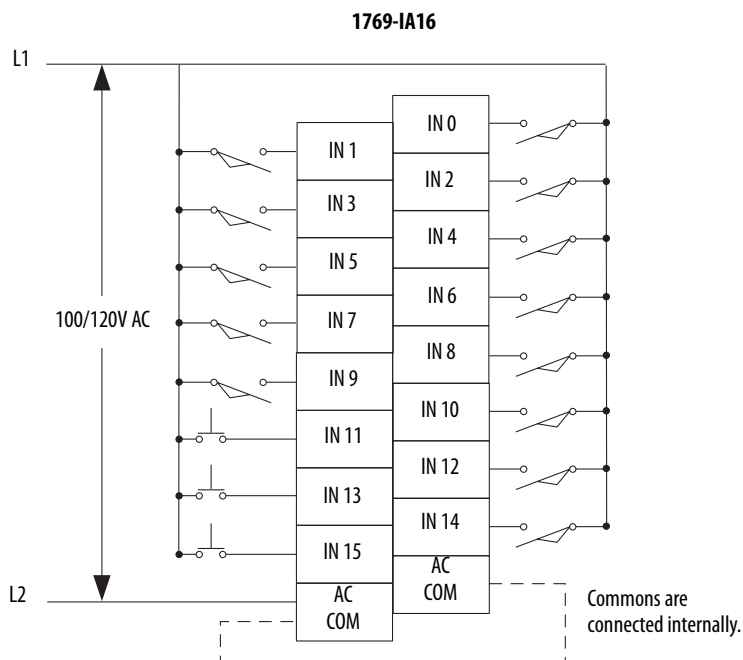 1769-IA16
L1
IN 0
IN 1
IN 2
IN 3
IN 4
IN 5
IN 6
100/120V AC
IN 7
IN 8
IN 9
IN 10
IN 11
IN 12
IN 13
IN 14
IN 15
AC
COM
L2
AC
COM
Commons are
connected internally.